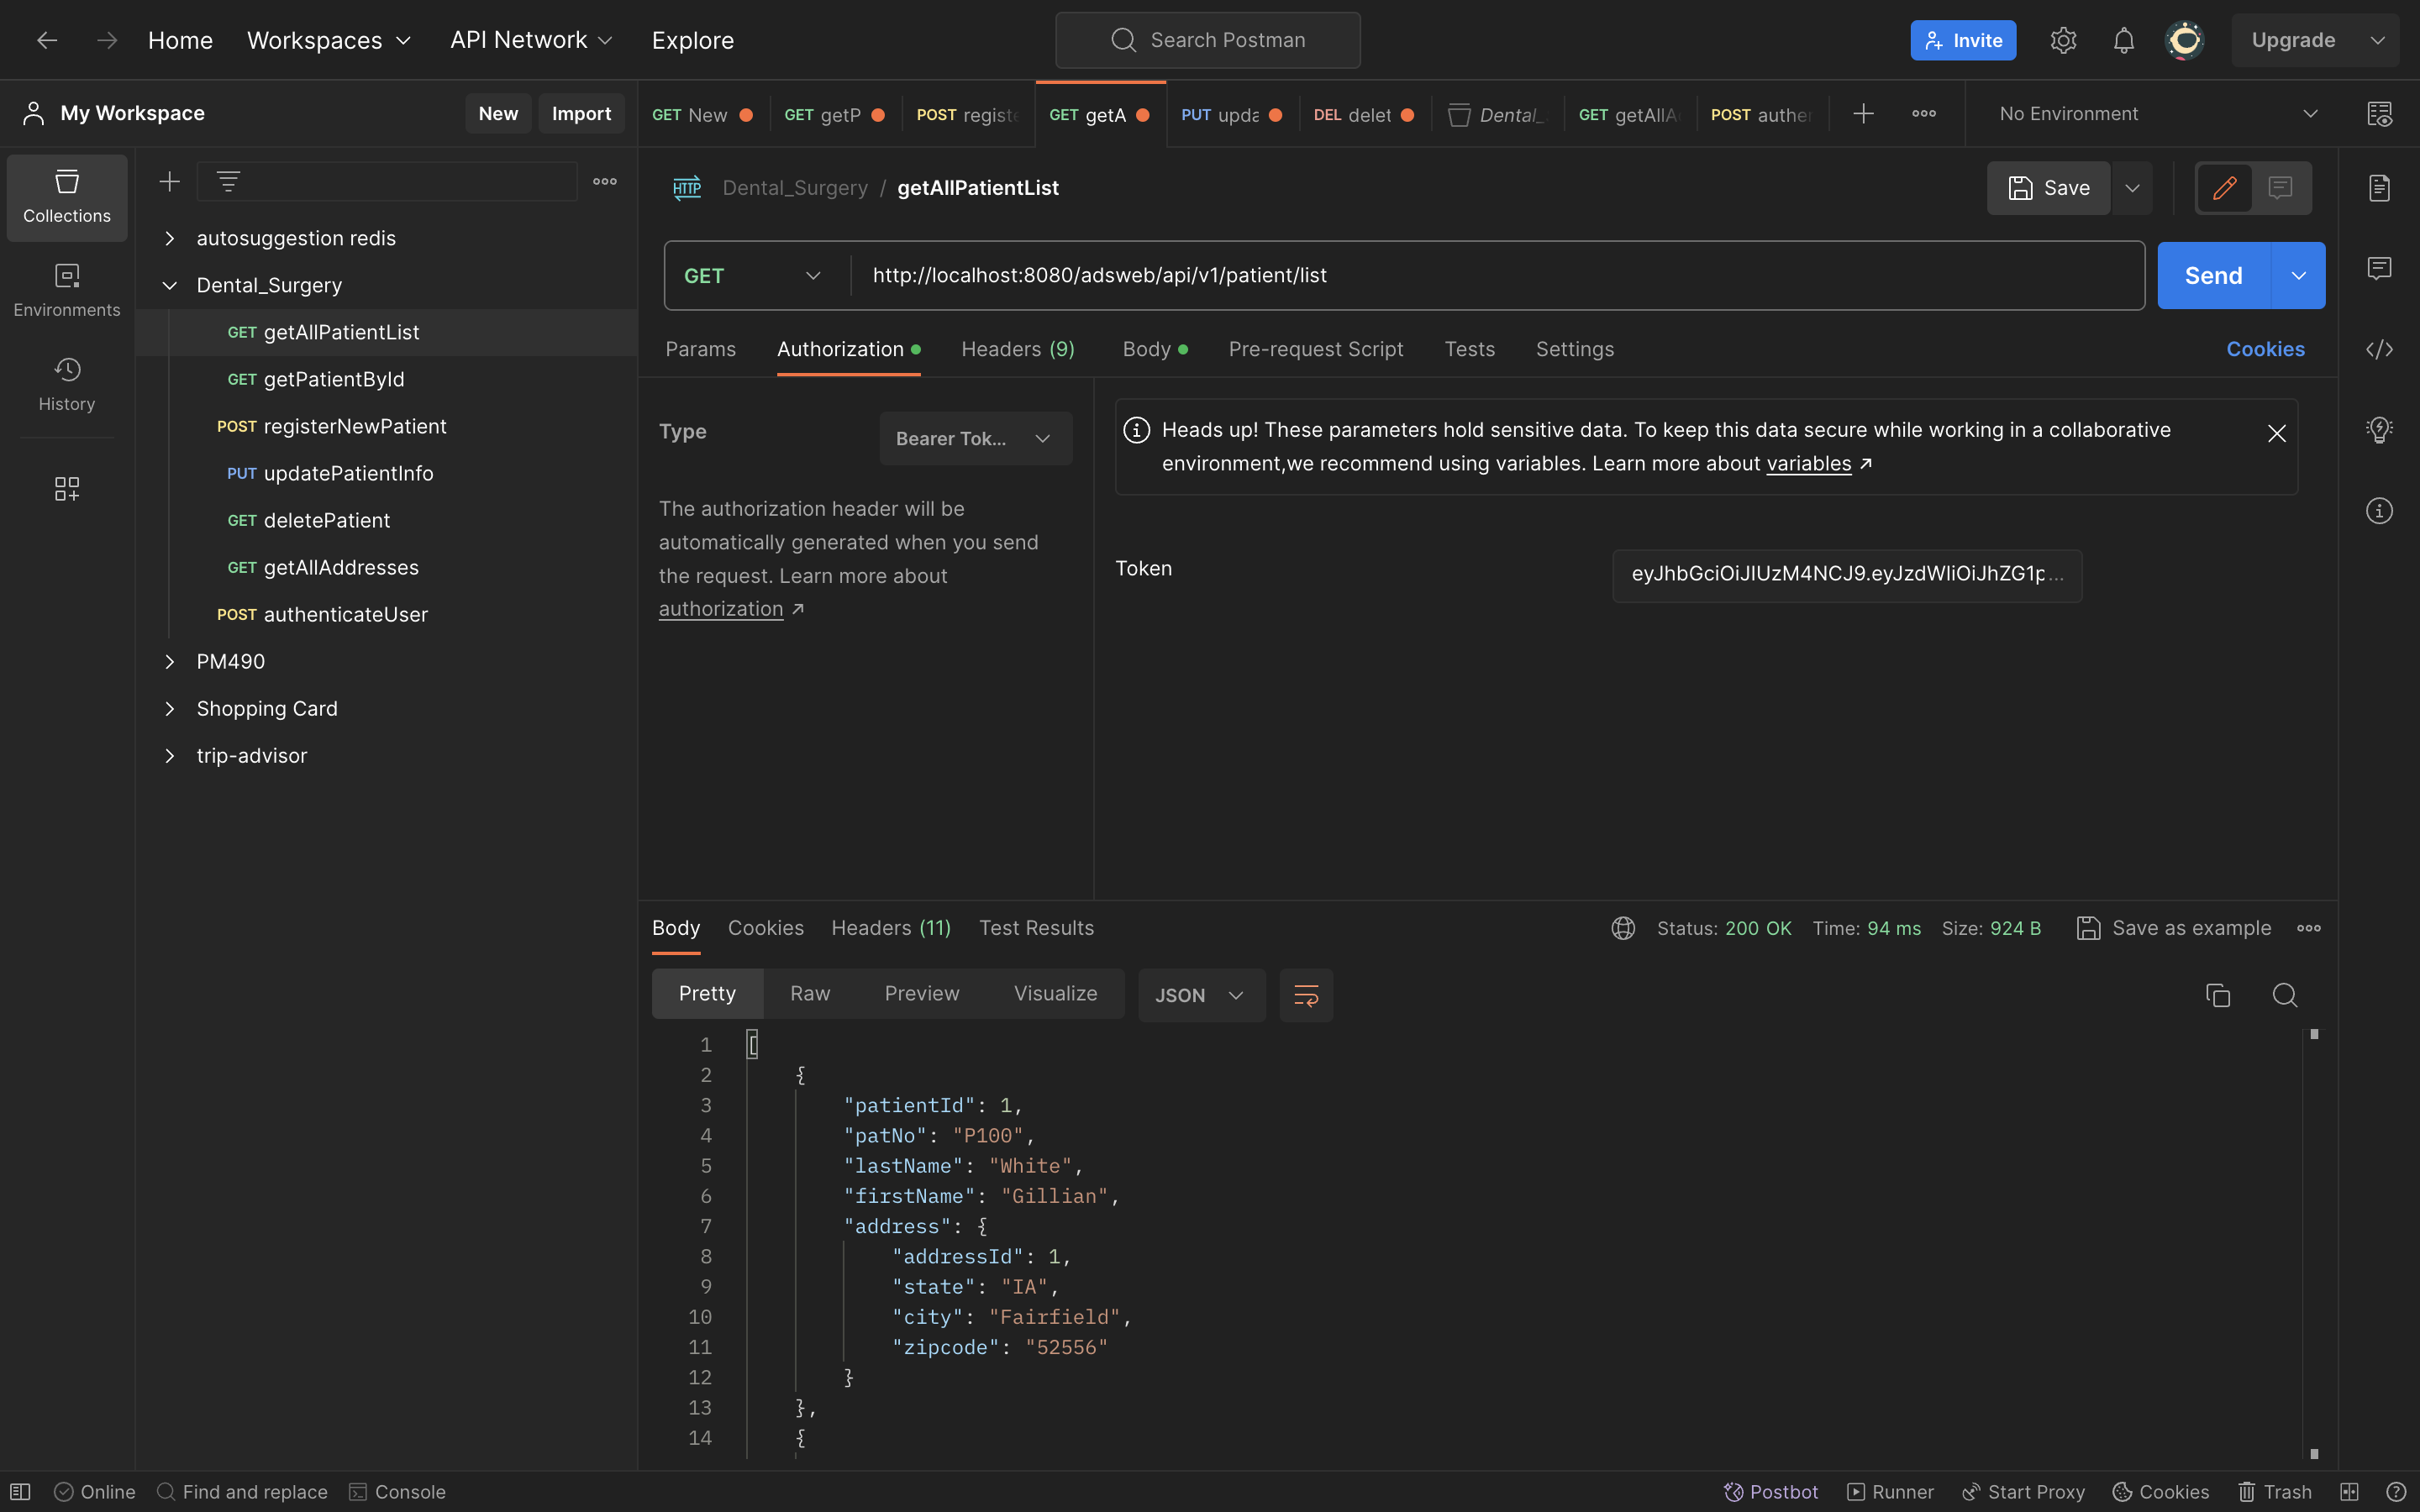 Home Workspaces API Network Explore Search Postman Invite Upgrade
My Workspace New Import
GET New GET getP POST registe GET getA PUT upda DEL delet Dental_ GET getAllA POST auther No Environment
Collections
Environments
History
autosuggestion redis
Dental_Surgery
GET getAllPatientList
GET getPatientById
POST registerNewPatient
PUT updatePatientInfo
GET deletePatient
GET getAllAddresses
POST authenticateUser
PM490
Shopping Card
trip-advisor
HTTP Dental_Surgery / getAllPatientList Save
GET http://localhost:8080/adsweb/api/v1/patient/list Send
Params Authorization Headers (9) Body Pre-request Script Tests Settings Cookies
Type Bearer Tok...
The authorization header will be
automatically generated when you send
the request. Learn more about
authorization ↗
Heads up! These parameters hold sensitive data. To keep this data secure while working in a collaborative
environment,we recommend using variables. Learn more about variables ↗
Token eyJhbGciOiJIUzM4NCJ9.eyJzdWIiOiJhZG1p...
Body Cookies Headers (11) Test Results Status: 200 OK Time: 94 ms Size: 924 B Save as example
Pretty Raw Preview Visualize JSON
1 [
2 {
3 "patientId": 1,
4 "patNo": "P100",
5 "lastName": "White",
6 "firstName": "Gillian",
7 "address": {
8 "addressId": 1,
9 "state": "IA",
10 "city": "Fairfield",
11 "zipcode": "52556"
12 }
13 },
14 {
Online Find and replace Console Postbot Runner Start Proxy Cookies Trash